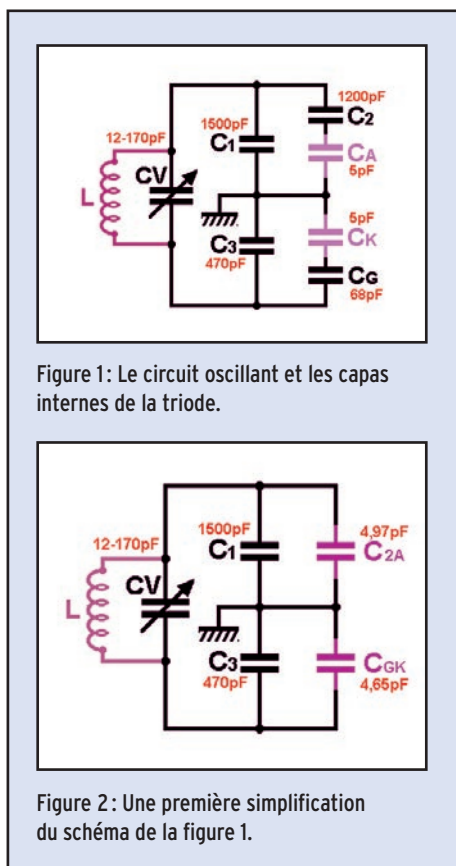 1200pF
C2
1500pF
12-170pF
C1
CA
CV
5pF
L
5pF
C3
CK
470pF
CG
68pF
Figure 1 : Le circuit oscillant et les capas
internes de la triode.
1500pF
4,97pF
12-170pF
C1
C2A
CV
L
C3
CGK
470pF
4,65pF
Figure 2 : Une première simplification
du schéma de la figure 1.